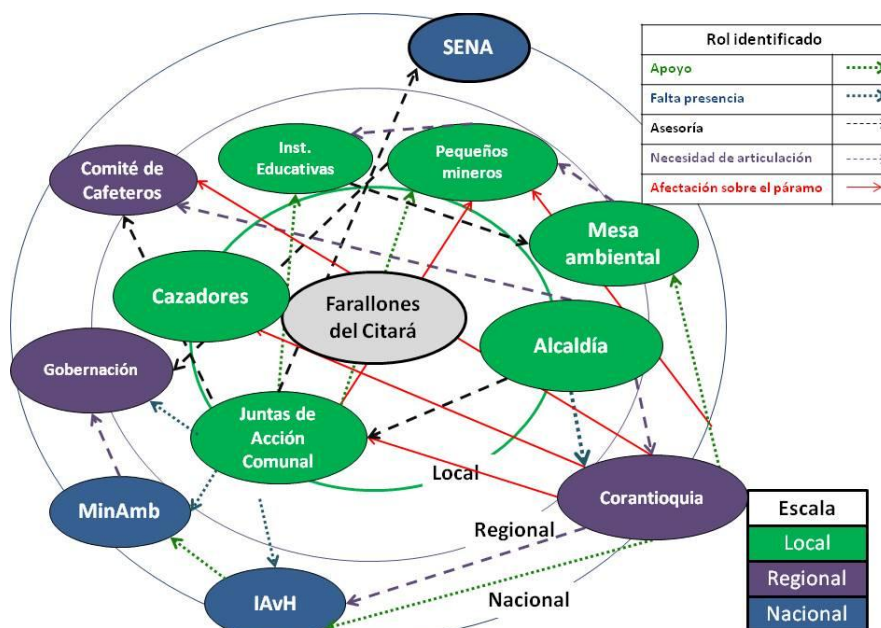 SENA
Rol identificado
Apoyo
Falta presencia
Asesoría
Necesidad de articulación
Afectación sobre el páramo
Inst.
Educativas
Pequeños
mineros
Comité de
Cafeteros
Mesa
ambiental
Cazadores
Farallones
del Citará
Alcaldía
Gobernación
Juntas de
Acción
Comunal
Local
Corantioquia
MinAmb
Regional
Nacional
IAvH
Escala
Local
Regional
Nacional